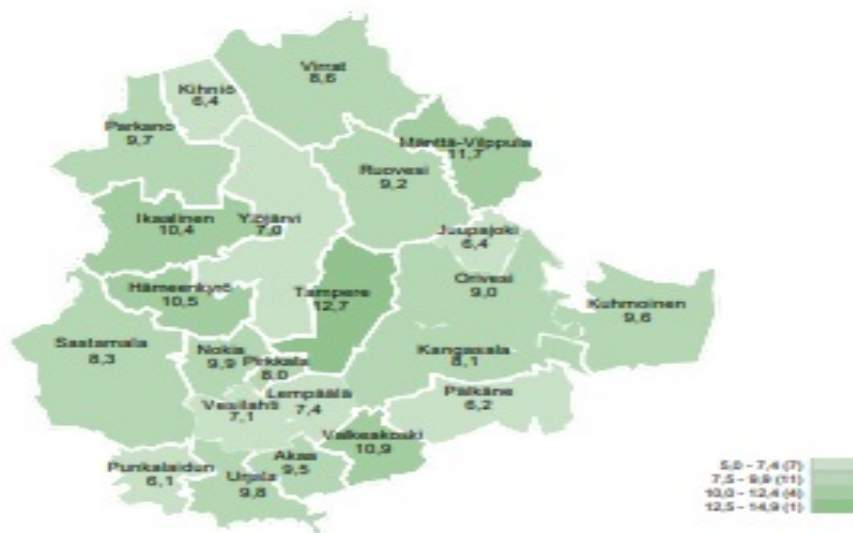 Virrat
8,6
Kihniö
6,4
Parkano
9,7
Mänttä-Vilppula
11,7
Ruovesi
9,2
Ikaalinen
10,4
Ylöjärvi
7,0
Juupajoki
6,4
Orivesi
9,0
Hämeenkyrö
10,5
Tampere
12,7
Kuhmoinen
9,6
Sastamala
8,3
Nokia
9,9
Pirkkala
8,0
Kangasala
8,1
Lempäälä
7,4
Pälkäne
6,2
Vesilahti
7,1
Valkeakoski
10,9
Akaa
9,5
Punkalaidun
6,1
Urjala
9,8
5,0 - 7,4 (7)
7,5 - 9,9 (11)
10,0 - 12,4 (4)
12,5 - 14,9 (1)